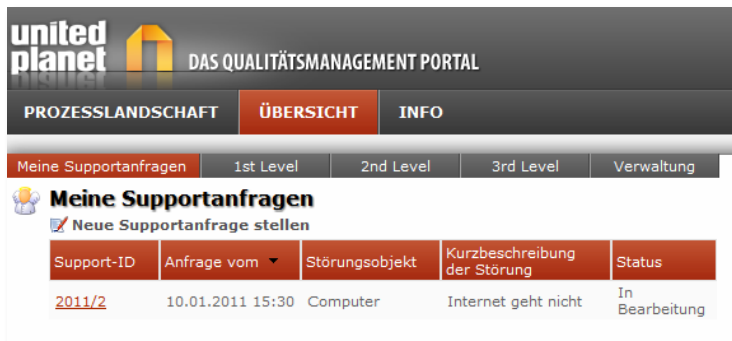 united
planet
DAS QUALITÄTSMANAGEMENT PORTAL
PROZESSLANDSCHAFT ÜBERSICHT INFO
Meine Supportanfragen 1st Level 2nd Level 3rd Level Verwaltung
Meine Supportanfragen
Neue Supportanfrage stellen
Support-ID Anfrage vom Störungsobjekt Kurzbeschreibung der Störung Status
2011/2 10.01.2011 15:30 Computer Internet geht nicht In Bearbeitung